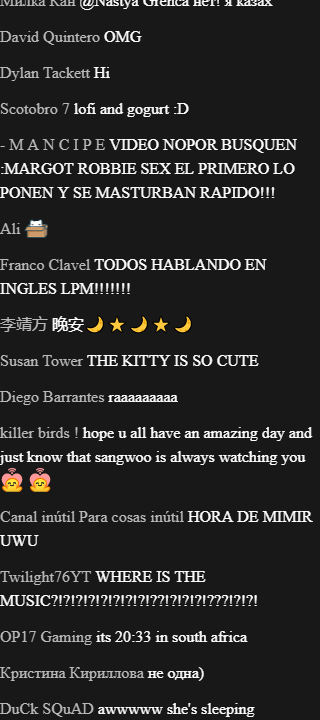 Милка Кан @Nastya Grenca нет! я казах
David Quintero OMG
Dylan Tackett Hi
Scotobro 7 lofi and gogurt :D
- M A N C I P E VIDEO NOPOR BUSQUEN
:MARGOT ROBBIE SEX EL PRIMERO LO
PONEN Y SE MASTURBAN RAPIDO!!!
Ali
Franco Clavel TODOS HABLANDO EN
INGLES LPM!!!!!!!
李靖方 晚安🌙 ⭐ 🌙 ⭐ 🌙
Susan Tower THE KITTY IS SO CUTE
Diego Barrantes raaaaaaaaa
killer birds ! hope u all have an amazing day and
just know that sangwoo is always watching you
Canal inútil Para cosas inútil HORA DE MIMIR
UWU
Twilight76YT WHERE IS THE
MUSIC?!?!?!?!?!?!?!?!??!?!?!?!???!?!?!
OP17 Gaming its 20:33 in south africa
Кристина Кириллова не одна)
DuCk SQuAD awwwww she's sleeping